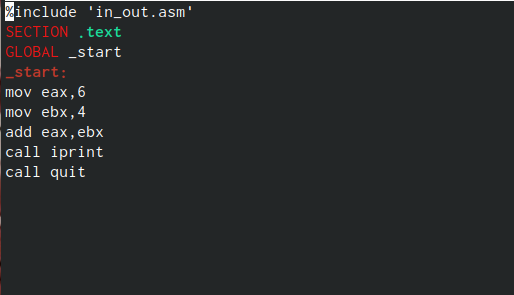 %include 'in_out.asm'
SECTION .text
GLOBAL _start
_start:
mov eax,6
mov ebx,4
add eax,ebx
call iprint
call quit